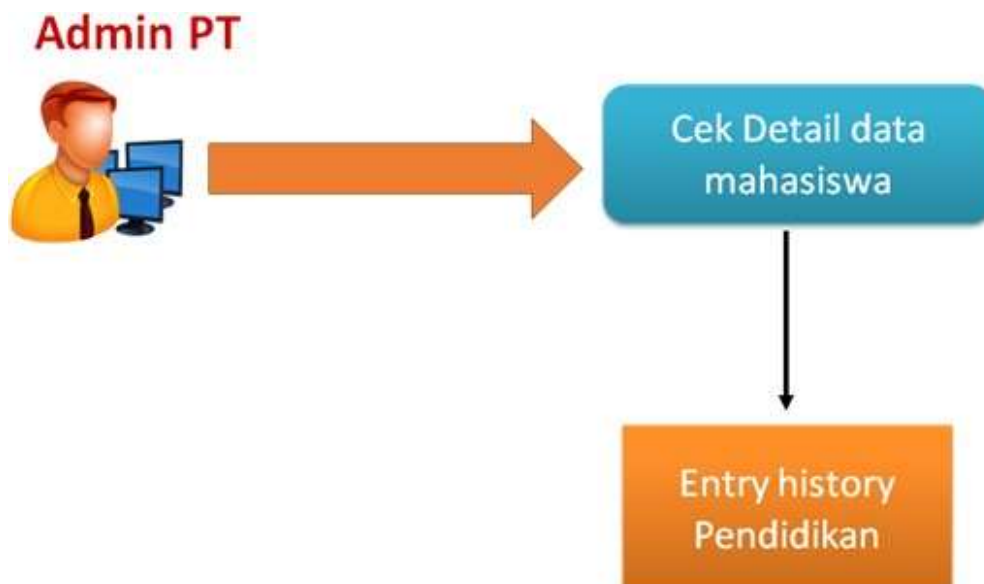 Admin PT
Cek Detail data
mahasiswa
Entry history
Pendidikan